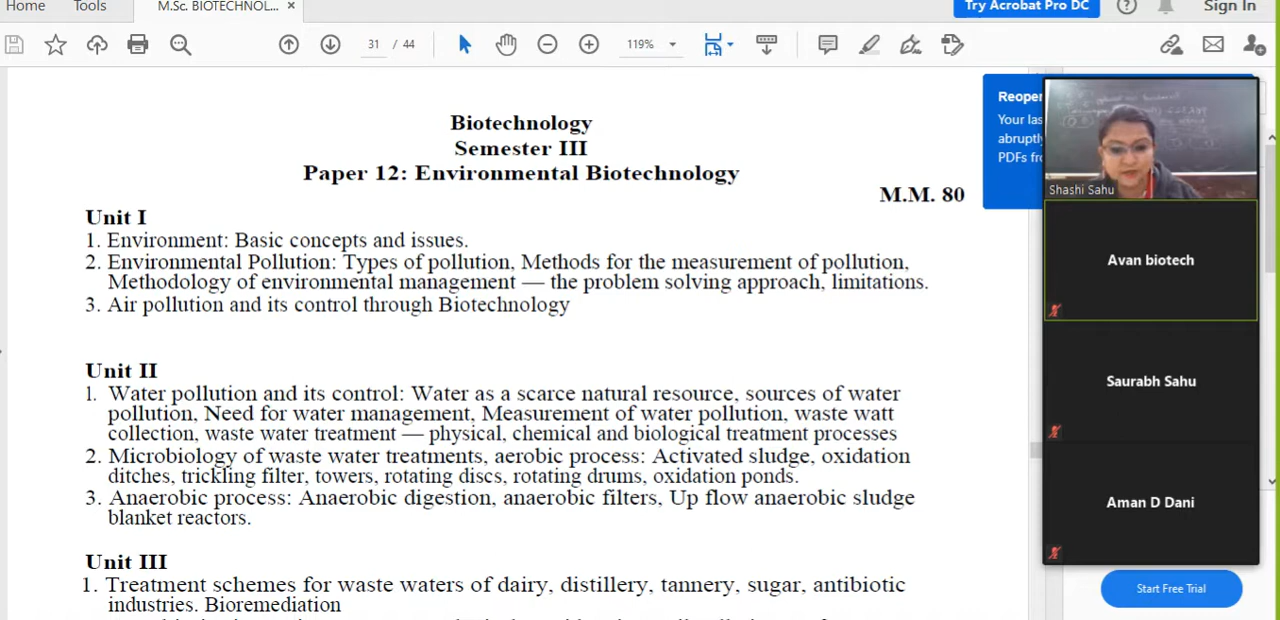 Home Tools M.Sc. BIOTECHNOL... × Try Acrobat Pro DC Sign In
31 / 44 119%
Biotechnology
Semester III
Paper 12: Environmental Biotechnology
M.M. 80
Unit I
1. Environment: Basic concepts and issues.
2. Environmental Pollution: Types of pollution, Methods for the measurement of pollution,
Methodology of environmental management — the problem solving approach, limitations.
3. Air pollution and its control through Biotechnology
Unit II
1. Water pollution and its control: Water as a scarce natural resource, sources of water
pollution, Need for water management, Measurement of water pollution, waste watt
collection, waste water treatment — physical, chemical and biological treatment processes
2. Microbiology of waste water treatments, aerobic process: Activated sludge, oxidation
ditches, trickling filter, towers, rotating discs, rotating drums, oxidation ponds.
3. Anaerobic process: Anaerobic digestion, anaerobic filters, Up flow anaerobic sludge
blanket reactors.
Unit III
1. Treatment schemes for waste waters of dairy, distillery, tannery, sugar, antibiotic
industries. Bioremediation
Reopen
Your las
abruptly
PDFs fro
Shashi Sahu
Avan biotech
Saurabh Sahu
Aman D Dani
Start Free Trial